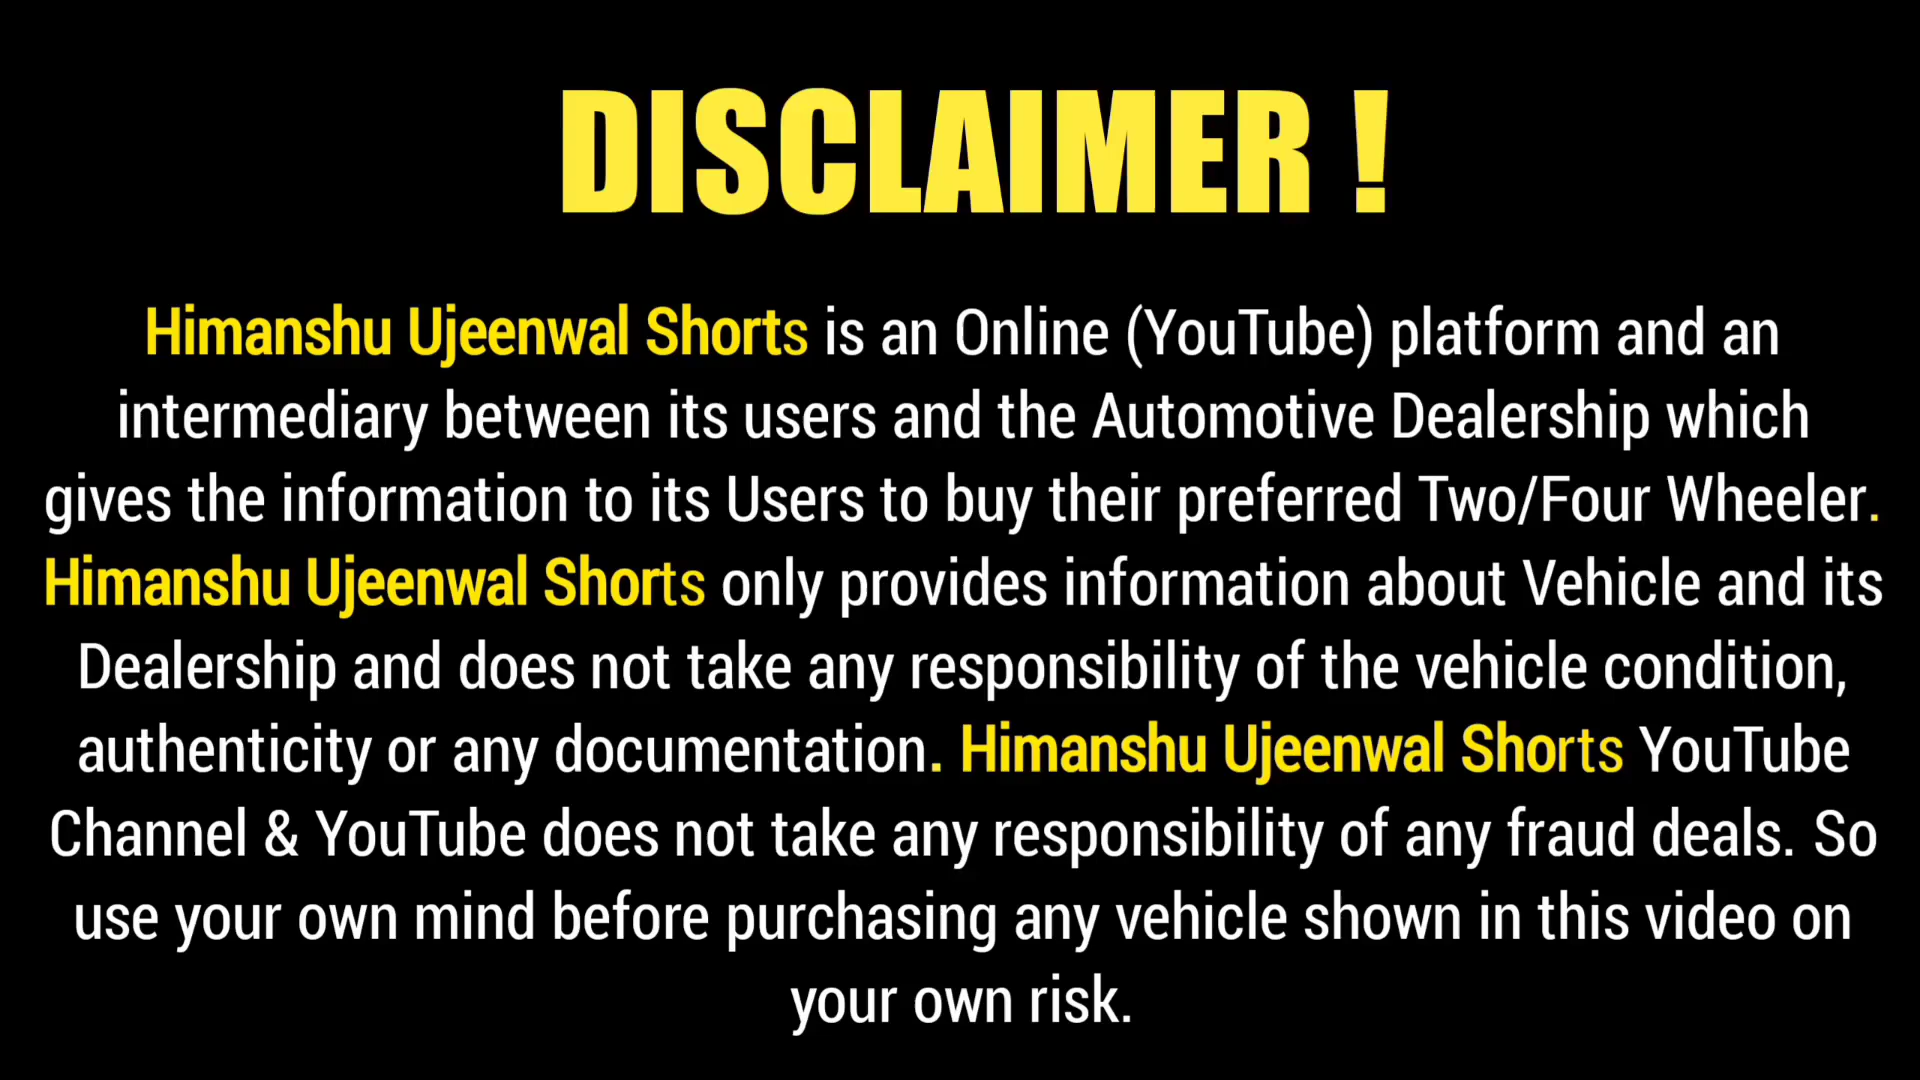 DISCLAIMER !
Himanshu Ujeenwal Shorts is an Online (YouTube) platform and an
intermediary between its users and the Automotive Dealership which
gives the information to its Users to buy their preferred Two/Four Wheeler.
Himanshu Ujeenwal Shorts only provides information about Vehicle and its
Dealership and does not take any responsibility of the vehicle condition,
authenticity or any documentation. Himanshu Ujeenwal Shorts YouTube
Channel & YouTube does not take any responsibility of any fraud deals. So
use your own mind before purchasing any vehicle shown in this video on
your own risk.